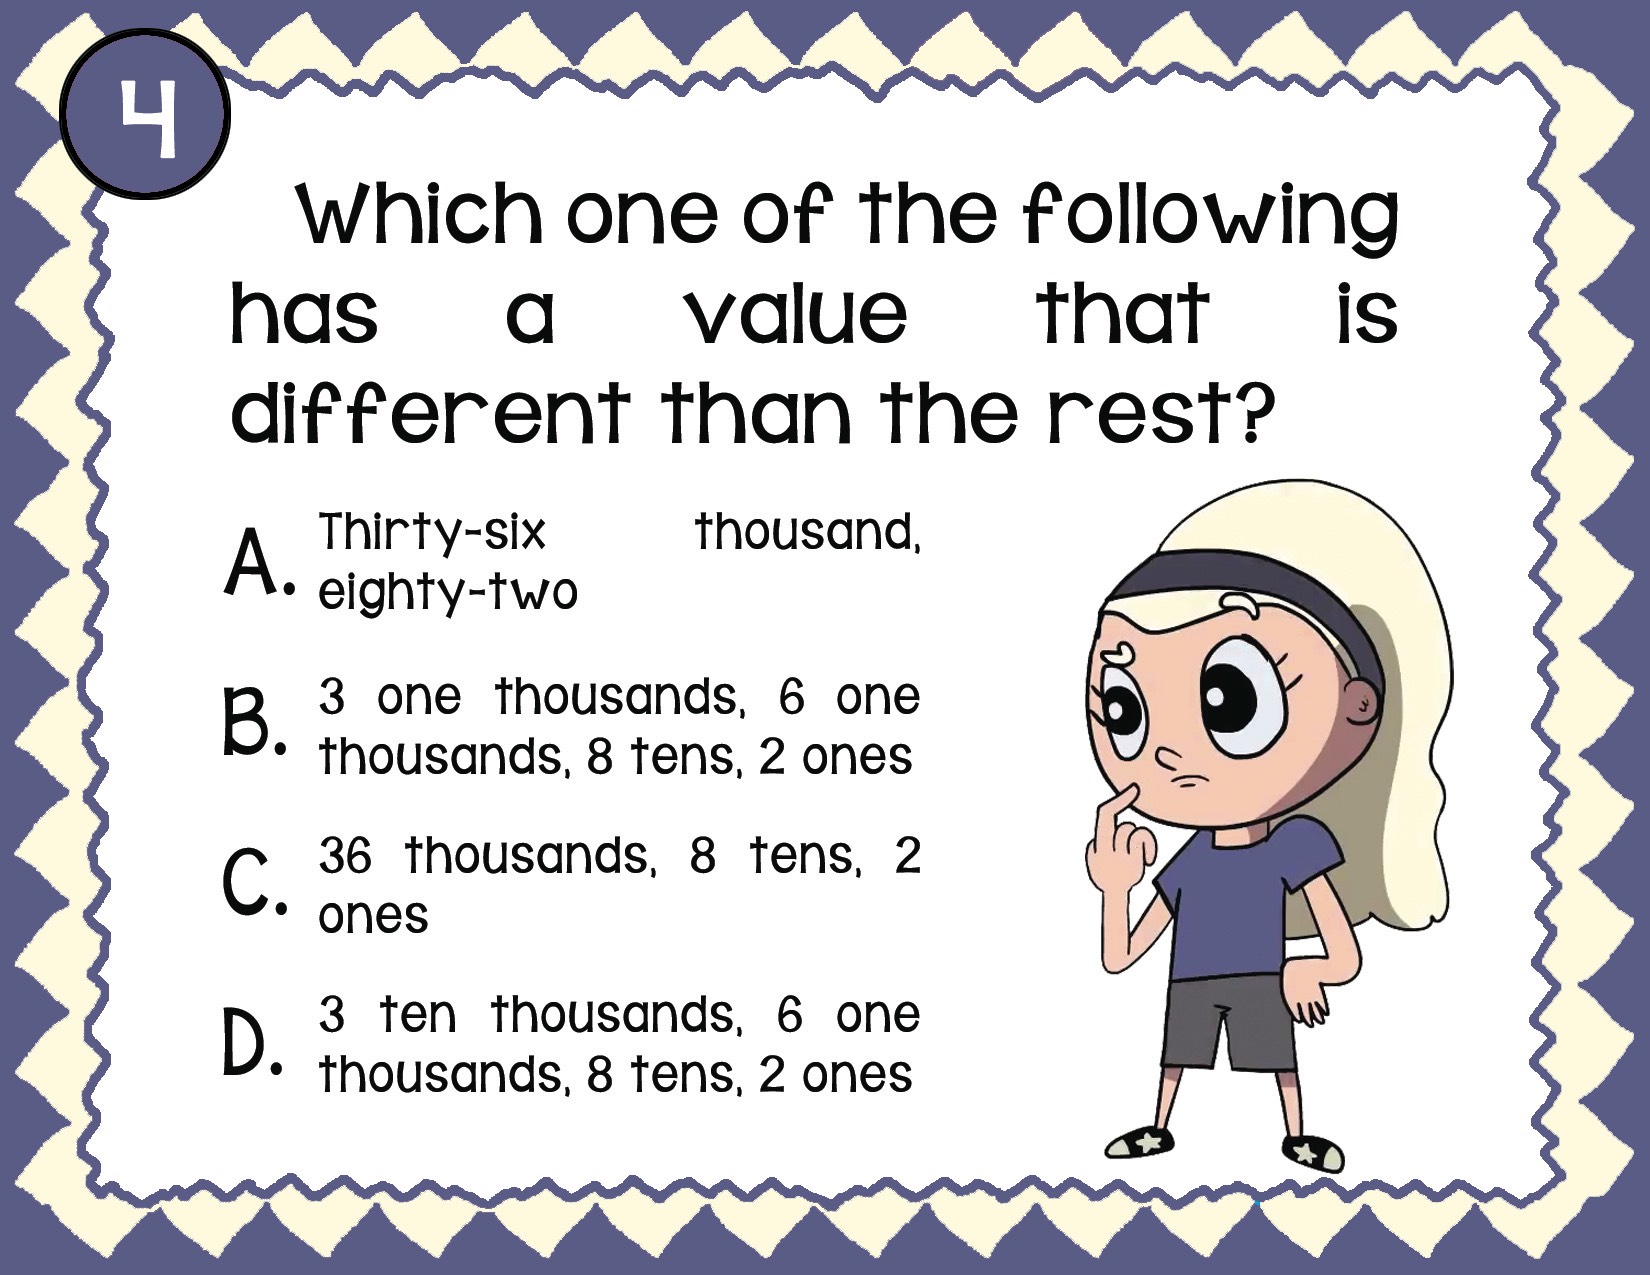 4
Which one of the following
has a value that is
different than the rest?
A. Thirty-six thousand,
eighty-two
B. 3 one thousands, 6 one
thousands, 8 tens, 2 ones
C. 36 thousands, 8 tens, 2
ones
D. 3 ten thousands, 6 one
thousands, 8 tens, 2 ones